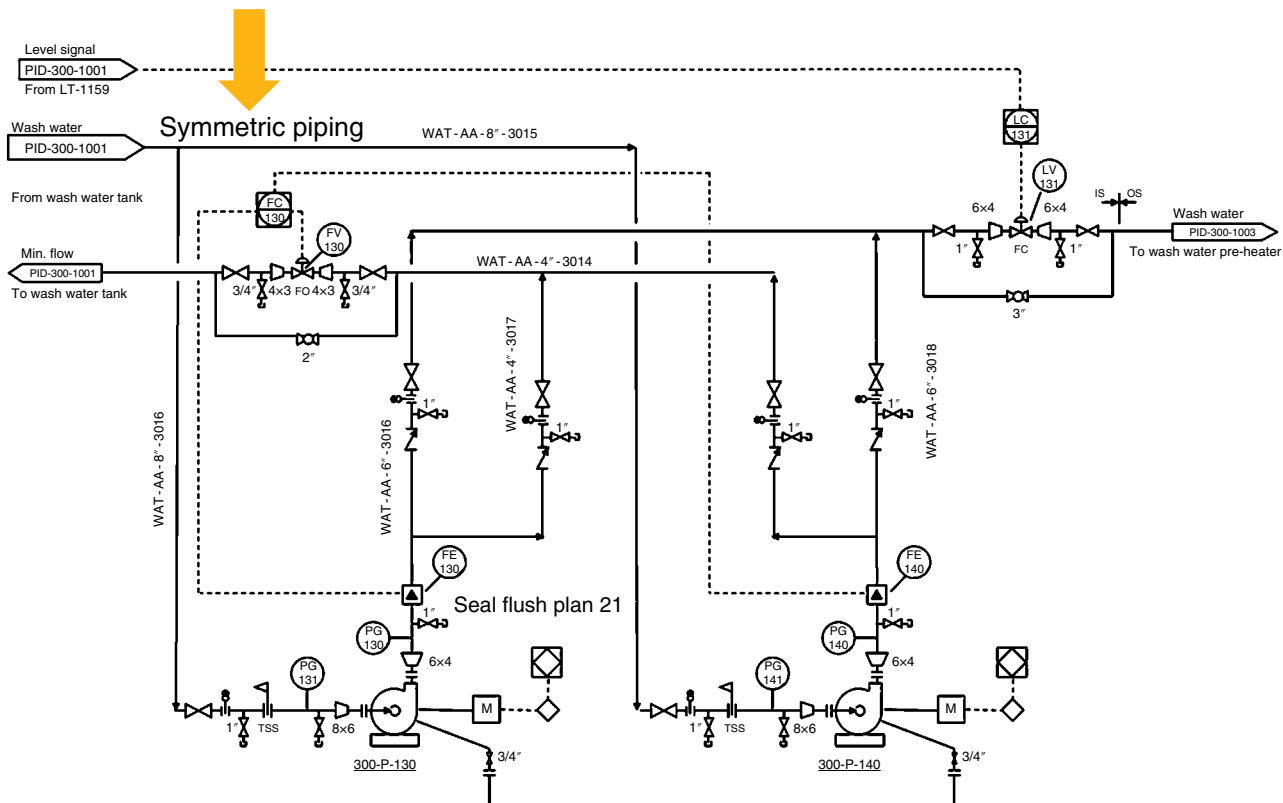 Level signal
PID-300-1001
From LT-1159
Wash water
PID-300-1001
From wash water tank
Symmetric piping
WAT-AA-8"-3015
LC
131
LV
131
6×4
6×4
1"
FC
1"
IS
OS
Wash water
PID-300-1003
To wash water pre-heater
3"
FC
130
FV
130
Min. flow
PID-300-1001
To wash water tank
3/4"
4×3
FO
4×3
3/4"
2"
WAT-AA-4"-3014
WAT-AA-8"-3016
WAT-AA-6"-3016
WAT-AA-4"-3017
WAT-AA-6"-3018
1"
1"
1"
1"
FE
130
FE
140
Seal flush plan 21
1"
1"
PG
130
PG
140
6×4
6×4
PG
131
PG
141
M
M
1"
TSS
8×6
1"
TSS
8×6
3/4"
3/4"
300-P-130
300-P-140